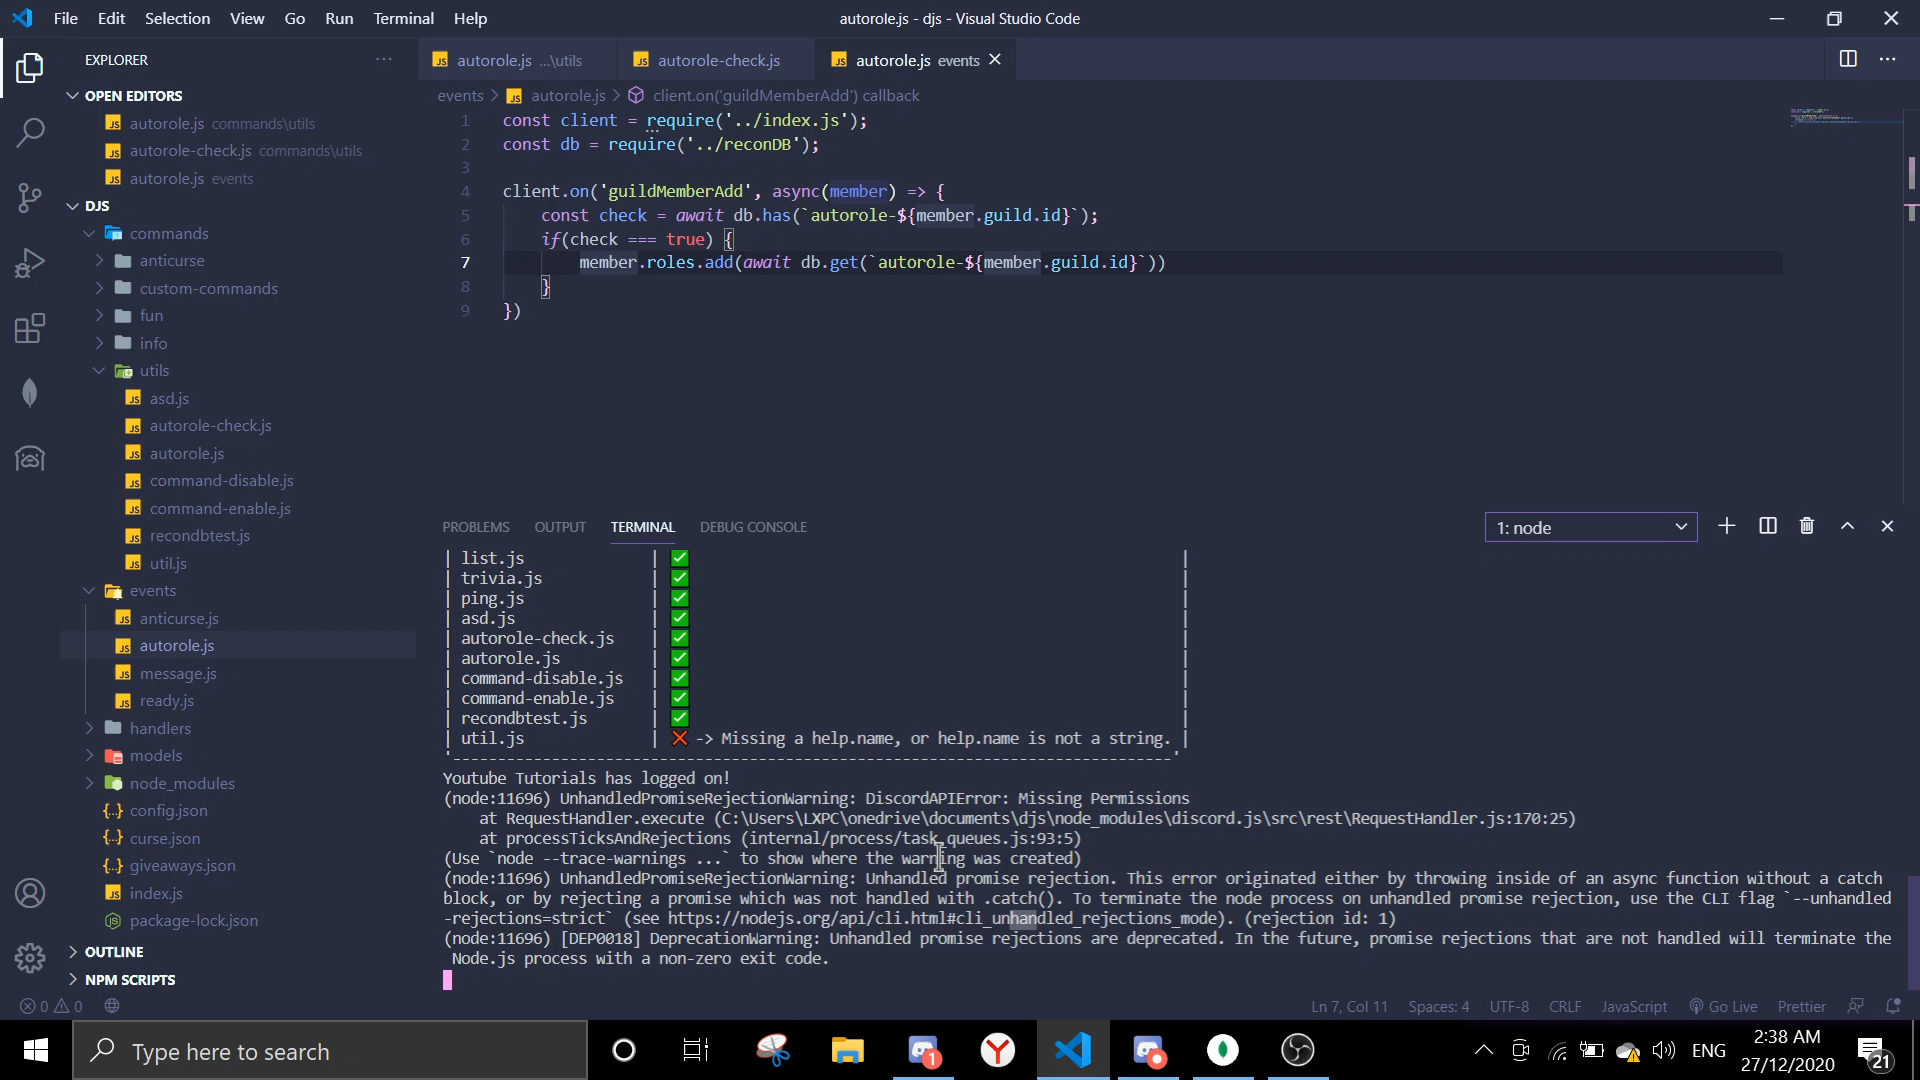 File Edit Selection View Go Run Terminal Help
autorole.js - djs - Visual Studio Code
EXPLORER
OPEN EDITORS
autorole.js commands\utils
autorole-check.js commands\utils
autorole.js events
DJS
commands
anticurse
custom-commands
fun
info
utils
asd.js
autorole-check.js
autorole.js
command-disable.js
command-enable.js
recondbtest.js
util.js
events
anticurse.js
autorole.js
message.js
ready.js
handlers
models
node_modules
config.json
curse.json
giveaways.json
index.js
package-lock.json
OUTLINE
NPM SCRIPTS
autorole.js ...\utils
autorole-check.js
autorole.js events
events > autorole.js > client.on('guildMemberAdd') callback
1 const client = require('../index.js');
2 const db = require('../reconDB');
3
4 client.on('guildMemberAdd', async(member) => {
5 const check = await db.has(`autorole-${member.guild.id}`);
6 if(check === true) {
7 member.roles.add(await db.get(`autorole-${member.guild.id}`))
8 }
9 })
PROBLEMS OUTPUT TERMINAL DEBUG CONSOLE
1: node
| list.js | ✅ |
| trivia.js | ✅ |
| ping.js | ✅ |
| asd.js | ✅ |
| autorole-check.js | ✅ |
| autorole.js | ✅ |
| command-disable.js | ✅ |
| command-enable.js | ✅ |
| recondbtest.js | ✅ |
| util.js | ❌ -> Missing a help.name, or help.name is not a string. |
'--------------------------------------------------------------------------------'
Youtube Tutorials has logged on!
(node:11696) UnhandledPromiseRejectionWarning: DiscordAPIError: Missing Permissions
at RequestHandler.execute (C:\Users\LXPC\onedrive\documents\djs\node_modules\discord.js\src\rest\RequestHandler.js:170:25)
at processTicksAndRejections (internal/process/task_queues.js:93:5)
(Use `node --trace-warnings ...` to show where the warning was created)
(node:11696) UnhandledPromiseRejectionWarning: Unhandled promise rejection. This error originated either by throwing inside of an async function without a catch
block, or by rejecting a promise which was not handled with .catch(). To terminate the node process on unhandled promise rejection, use the CLI flag `--unhandled
-rejections=strict` (see https://nodejs.org/api/cli.html#cli_unhandled_rejections_mode). (rejection id: 1)
(node:11696) [DEP0018] DeprecationWarning: Unhandled promise rejections are deprecated. In the future, promise rejections that are not handled will terminate the
Node.js process with a non-zero exit code.
0 0
Ln 7, Col 11 Spaces: 4 UTF-8 CRLF JavaScript Go Live Prettier
Type here to search
1
ENG
2:38 AM
27/12/2020
21